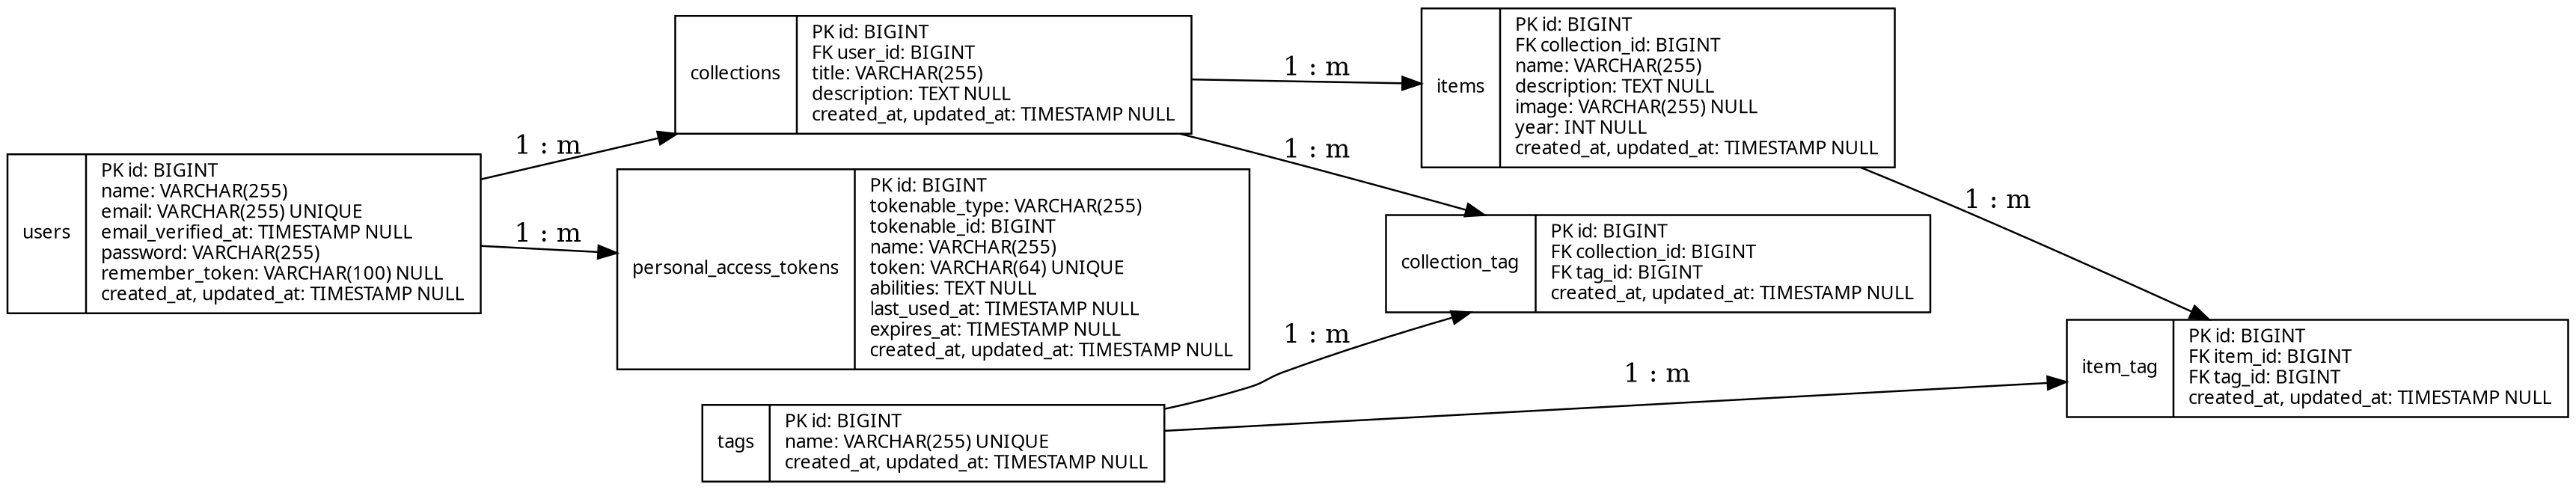 users
PK id: BIGINT
name: VARCHAR(255)
email: VARCHAR(255) UNIQUE
email_verified_at: TIMESTAMP NULL
password: VARCHAR(255)
remember_token: VARCHAR(100) NULL
created_at, updated_at: TIMESTAMP NULL
1 : m
1 : m
collections
PK id: BIGINT
FK user_id: BIGINT
title: VARCHAR(255)
description: TEXT NULL
created_at, updated_at: TIMESTAMP NULL
personal_access_tokens
PK id: BIGINT
tokenable_type: VARCHAR(255)
tokenable_id: BIGINT
name: VARCHAR(255)
token: VARCHAR(64) UNIQUE
abilities: TEXT NULL
last_used_at: TIMESTAMP NULL
expires_at: TIMESTAMP NULL
created_at, updated_at: TIMESTAMP NULL
tags
PK id: BIGINT
name: VARCHAR(255) UNIQUE
created_at, updated_at: TIMESTAMP NULL
1 : m
1 : m
1 : m
1 : m
items
PK id: BIGINT
FK collection_id: BIGINT
name: VARCHAR(255)
description: TEXT NULL
image: VARCHAR(255) NULL
year: INT NULL
created_at, updated_at: TIMESTAMP NULL
collection_tag
PK id: BIGINT
FK collection_id: BIGINT
FK tag_id: BIGINT
created_at, updated_at: TIMESTAMP NULL
1 : m
item_tag
PK id: BIGINT
FK item_id: BIGINT
FK tag_id: BIGINT
created_at, updated_at: TIMESTAMP NULL